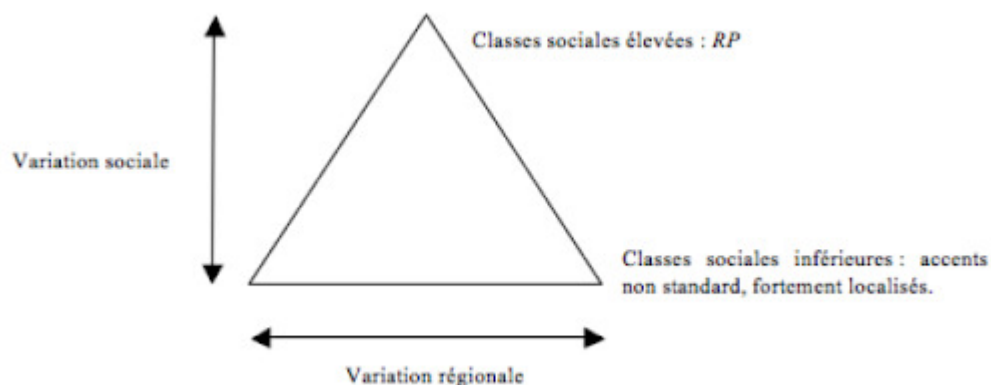 Classes sociales élevées : RP
Variation sociale
Classes sociales inférieures : accents
non standard, fortement localisés.
Variation régionale